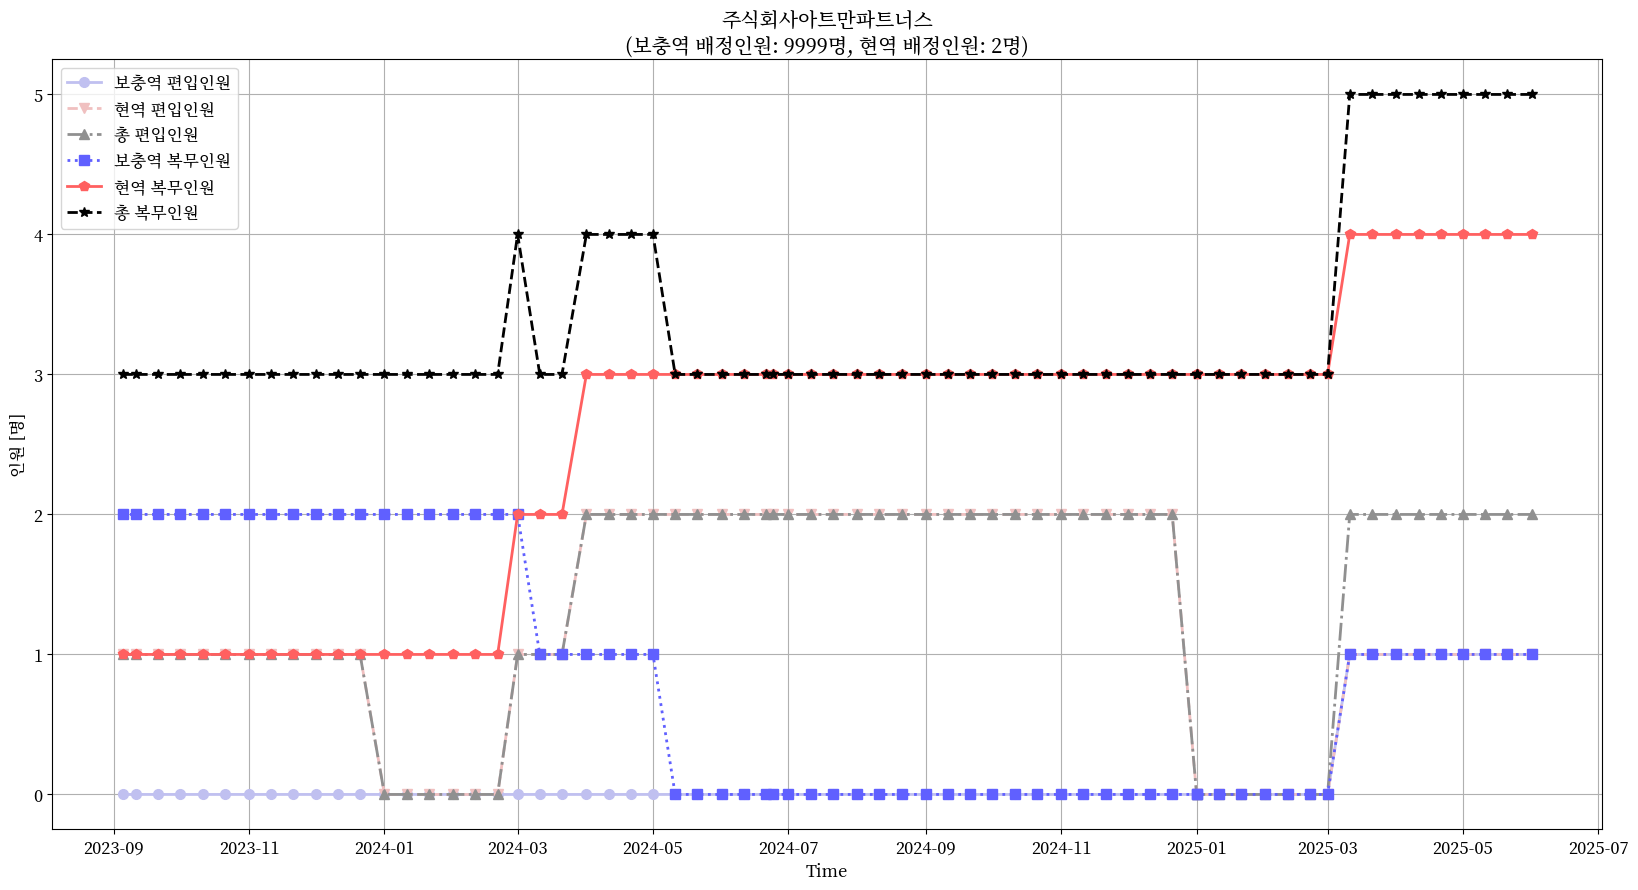 주식회사아트만파트너스
(보충역 배정인원: 9999명, 현역 배정인원: 2명)
보충역 편입인원
현역 편입인원
총 편입인원
보충역 복무인원
현역 복무인원
총 복무인원
인원 [명]
5
4
3
2
1
0
2023-09 2023-11 2024-01 2024-03 2024-05 2024-07 2024-09 2024-11 2025-01 2025-03 2025-05 2025-07
Time